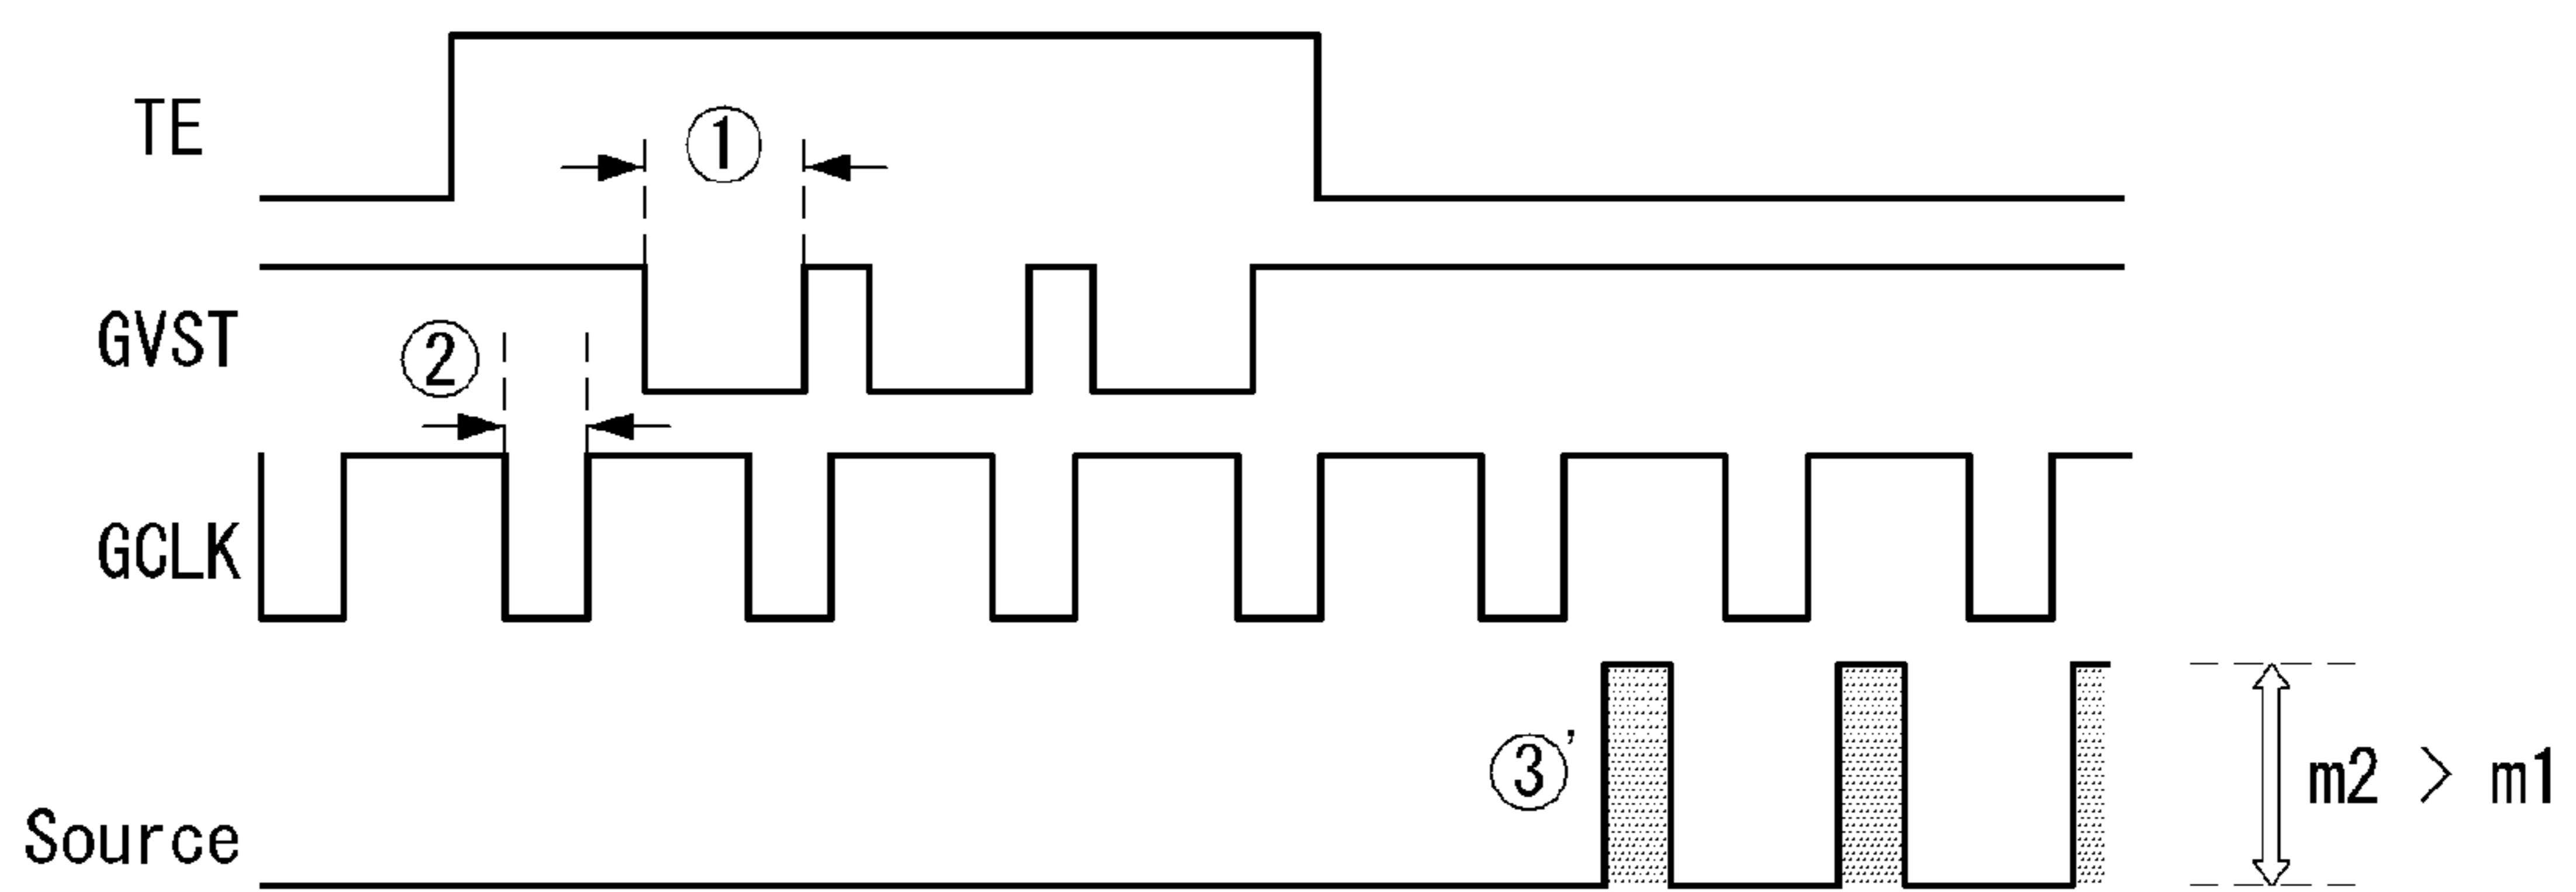 TE
①
GVST
②
GCLK
③'
Source
m2 > m1